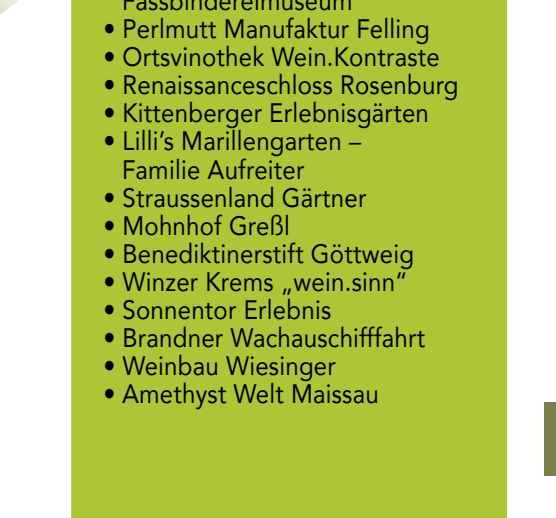 Fassbindereimuseum
• Perlmutt Manufaktur Felling
• Ortsvinothek Wein.Kontraste
• Renaissanceschloss Rosenburg
• Kittenberger Erlebnisgärten
• Lilli’s Marillengarten –
Familie Aufreiter
• Straussenland Gärtner
• Mohnhof Greßl
• Benediktinerstift Göttweig
• Winzer Krems „wein.sinn“
• Sonnentor Erlebnis
• Brandner Wachauschifffahrt
• Weinbau Wiesinger
• Amethyst Welt Maissau